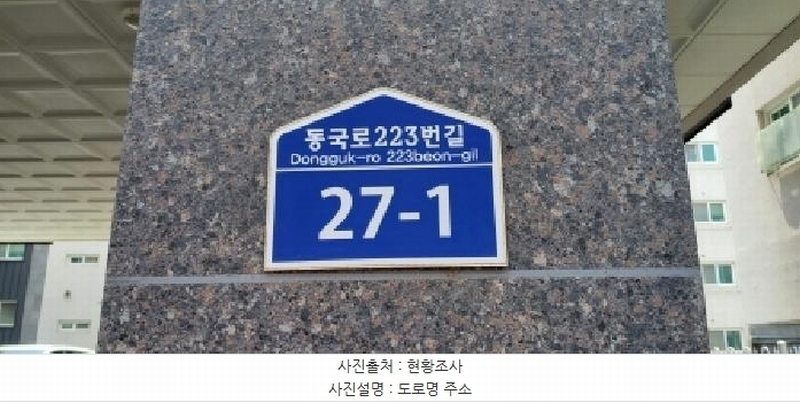 동국로223번길
Dongguk-ro 223beon-gil
27-1
사진출처 : 현황조사
사진설명 : 도로명 주소